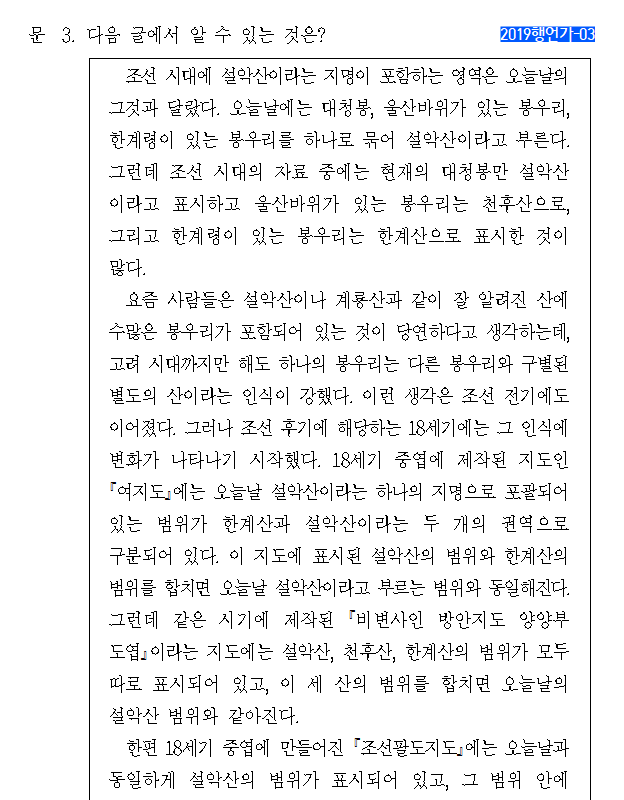 문 3. 다음 글에서 알 수 있는 것은?
2019행언가-03
조선 시대에 설악산이라는 지명이 포함하는 영역은 오늘날의
그것과 달랐다. 오늘날에는 대청봉, 울산바위가 있는 봉우리,
한계령이 있는 봉우리를 하나로 묶어 설악산이라고 부른다.
그런데 조선 시대의 자료 중에는 현재의 대청봉만 설악산
이라고 표시하고 울산바위가 있는 봉우리는 천후산으로,
그리고 한계령이 있는 봉우리는 한계산으로 표시한 것이
많다.
요즘 사람들은 설악산이나 계룡산과 같이 잘 알려진 산에
수많은 봉우리가 포함되어 있는 것이 당연하다고 생각하는데,
고려 시대까지만 해도 하나의 봉우리는 다른 봉우리와 구별된
별도의 산이라는 인식이 강했다. 이런 생각은 조선 전기에도
이어졌다. 그러나 조선 후기에 해당하는 18세기에는 그 인식에
변화가 나타나기 시작했다. 18세기 중엽에 제작된 지도인
『여지도』에는 오늘날 설악산이라는 하나의 지명으로 포괄되어
있는 범위가 한계산과 설악산이라는 두 개의 권역으로
구분되어 있다. 이 지도에 표시된 설악산의 범위와 한계산의
범위를 합치면 오늘날 설악산이라고 부르는 범위와 동일해진다.
그런데 같은 시기에 제작된 『비변사인 방안지도 양양부
도엽』이라는 지도에는 설악산, 천후산, 한계산의 범위가 모두
따로 표시되어 있고, 이 세 산의 범위를 합치면 오늘날의
설악산 범위와 같아진다.
한편 18세기 중엽에 만들어진 『조선팔도지도』에는 오늘날과
동일하게 설악산의 범위가 표시되어 있고, 그 범위 안에